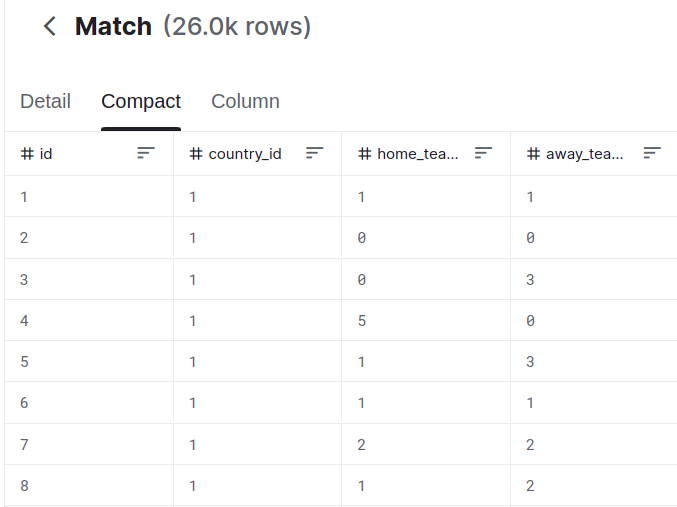 Match (26.0k rows)
Detail Compact Column
# id # country_id # home_tea... # away_tea...
1 1 1 1
2 1 0 0
3 1 0 3
4 1 5 0
5 1 1 3
6 1 1 1
7 1 2 2
8 1 1 2